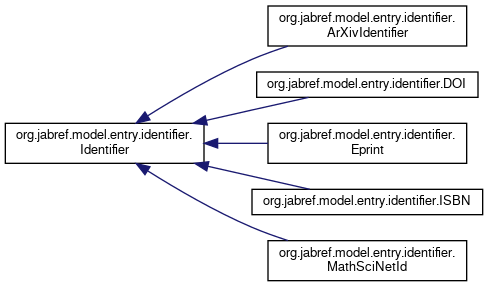 org.jabref.model.entry.identifier.
ArXivIdentifier
org.jabref.model.entry.identifier.DOI
org.jabref.model.entry.identifier.
Identifier
org.jabref.model.entry.identifier.
Eprint
org.jabref.model.entry.identifier.ISBN
org.jabref.model.entry.identifier.
MathSciNetId